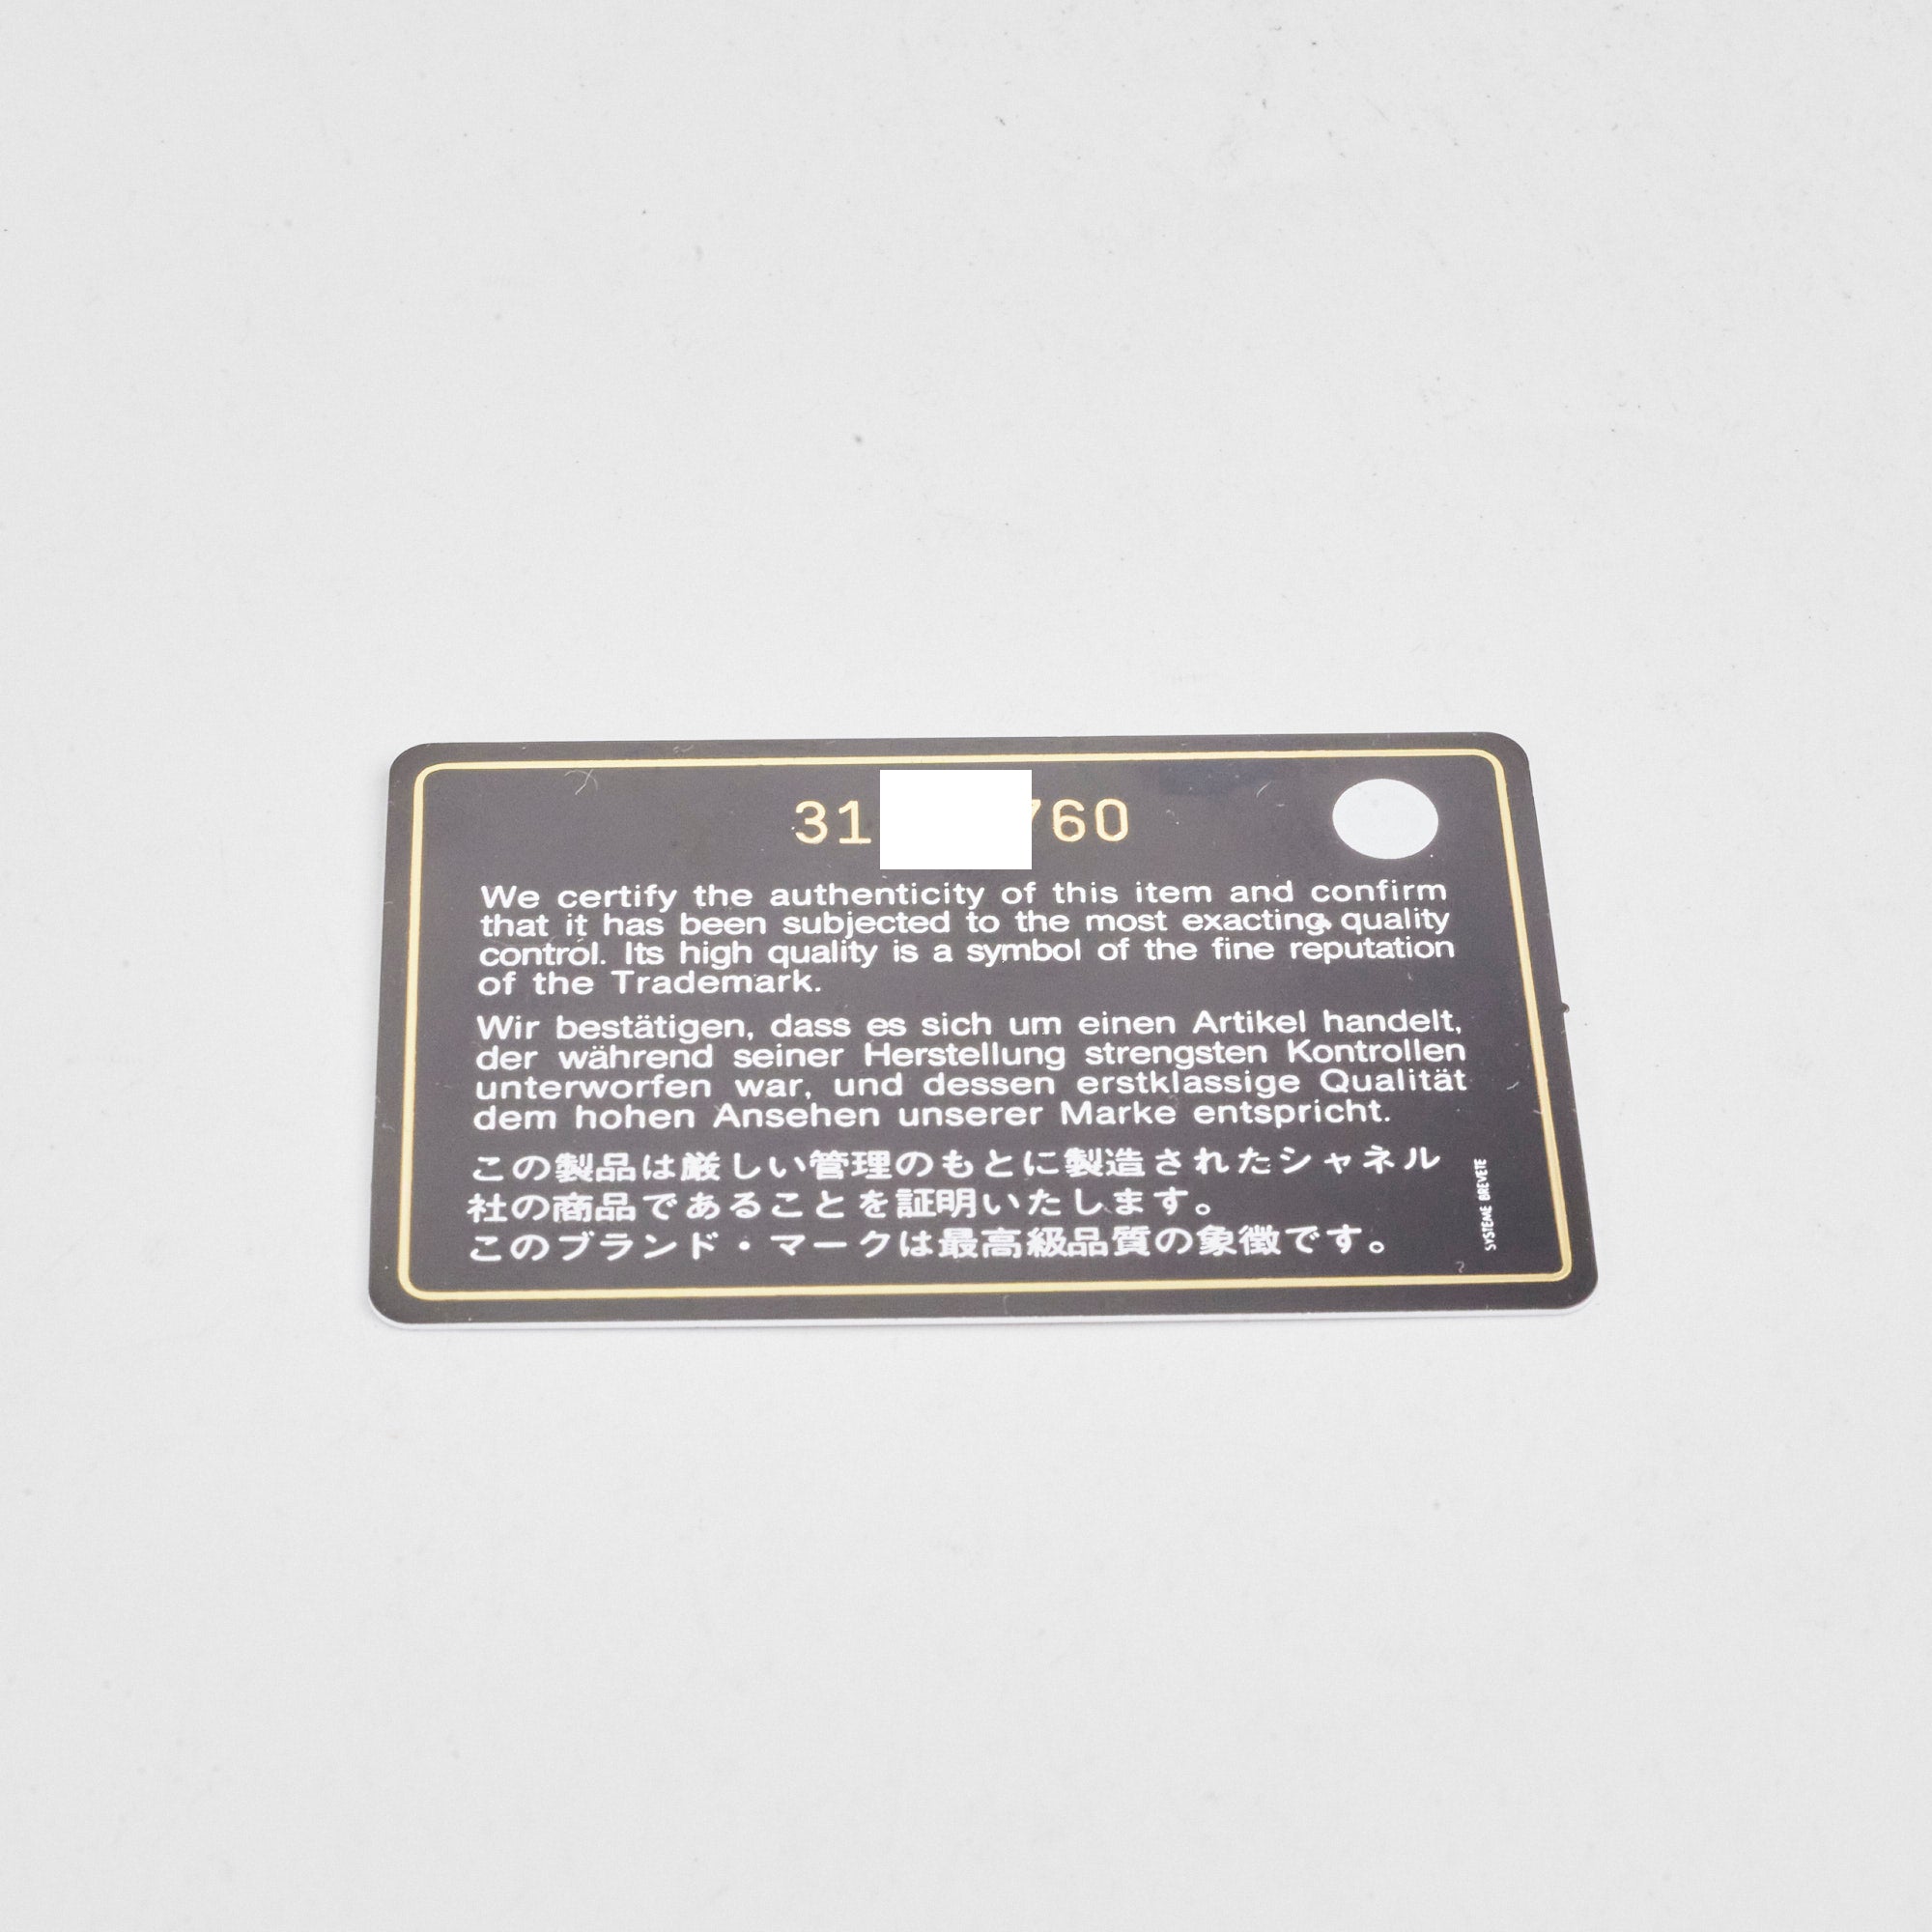 31 760
We certify the authenticity of this item and confirm
that it has been subjected to the most exacting quality
control. Its high quality is a symbol of the fine reputation
of the Trademark.
Wir bestätigen, dass es sich um einen Artikel handelt,
der während seiner Herstellung strengsten Kontrollen
unterworfen war, und dessen erstklassige Qualität
dem hohen Ansehen unserer Marke entspricht.
この製品は厳しい管理のもとに製造されたシャネル
社の商品であることを証明いたします。
このブランド・マークは最高級品質の象徴です。
SYSTEME BREVETE